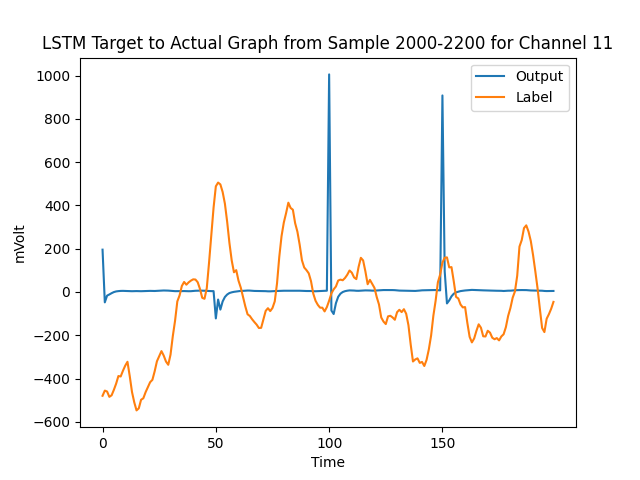 LSTM Target to Actual Graph from Sample 2000-2200 for Channel 11
Output
Label
1000
800
600
400
200
0
−200
−400
−600
mVolt
0 50 100 150
Time